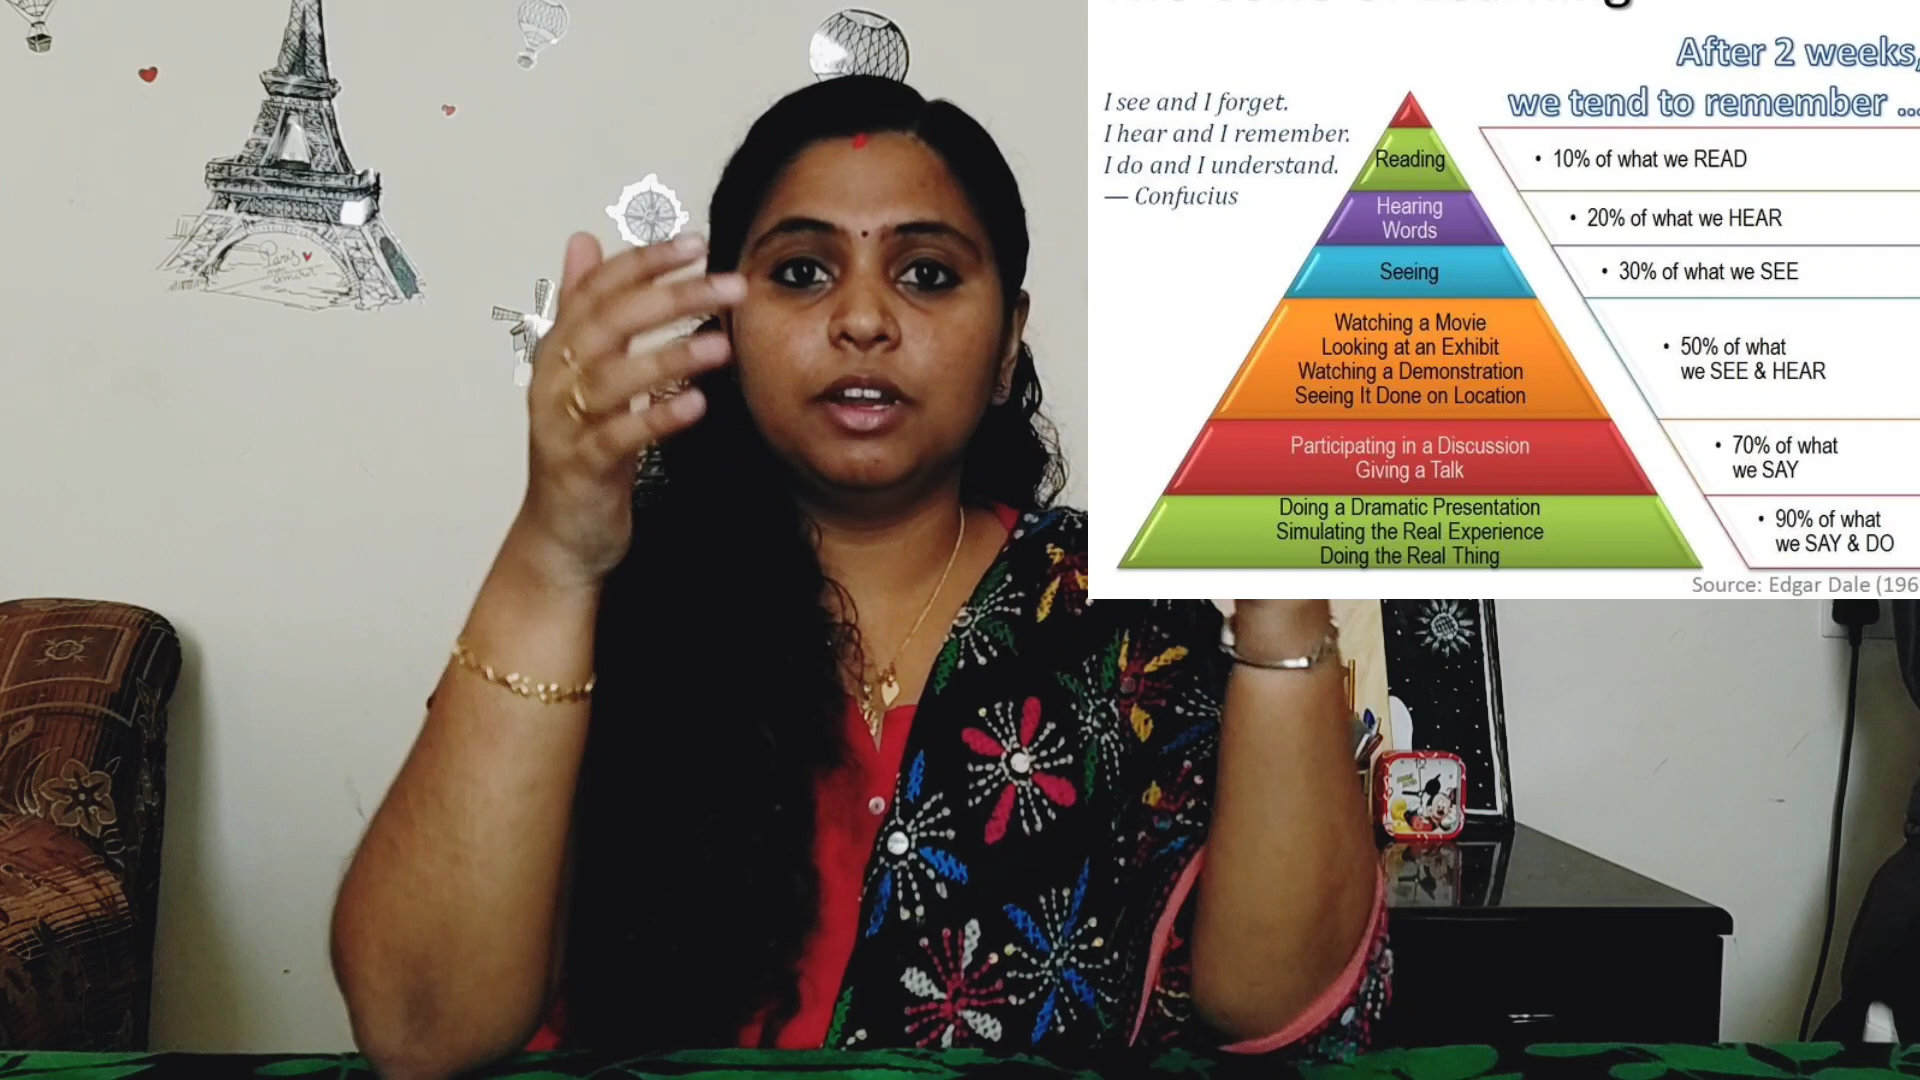 After 2 weeks,
we tend to remember ...
I see and I forget.
I hear and I remember.
I do and I understand.
— Confucius
Reading
• 10% of what we READ
Hearing
Words
• 20% of what we HEAR
Seeing
• 30% of what we SEE
Watching a Movie
Looking at an Exhibit
Watching a Demonstration
Seeing It Done on Location
• 50% of what
we SEE & HEAR
Participating in a Discussion
Giving a Talk
• 70% of what
we SAY
Doing a Dramatic Presentation
Simulating the Real Experience
Doing the Real Thing
• 90% of what
we SAY & DO
Source: Edgar Dale (196
Paris
amour
12